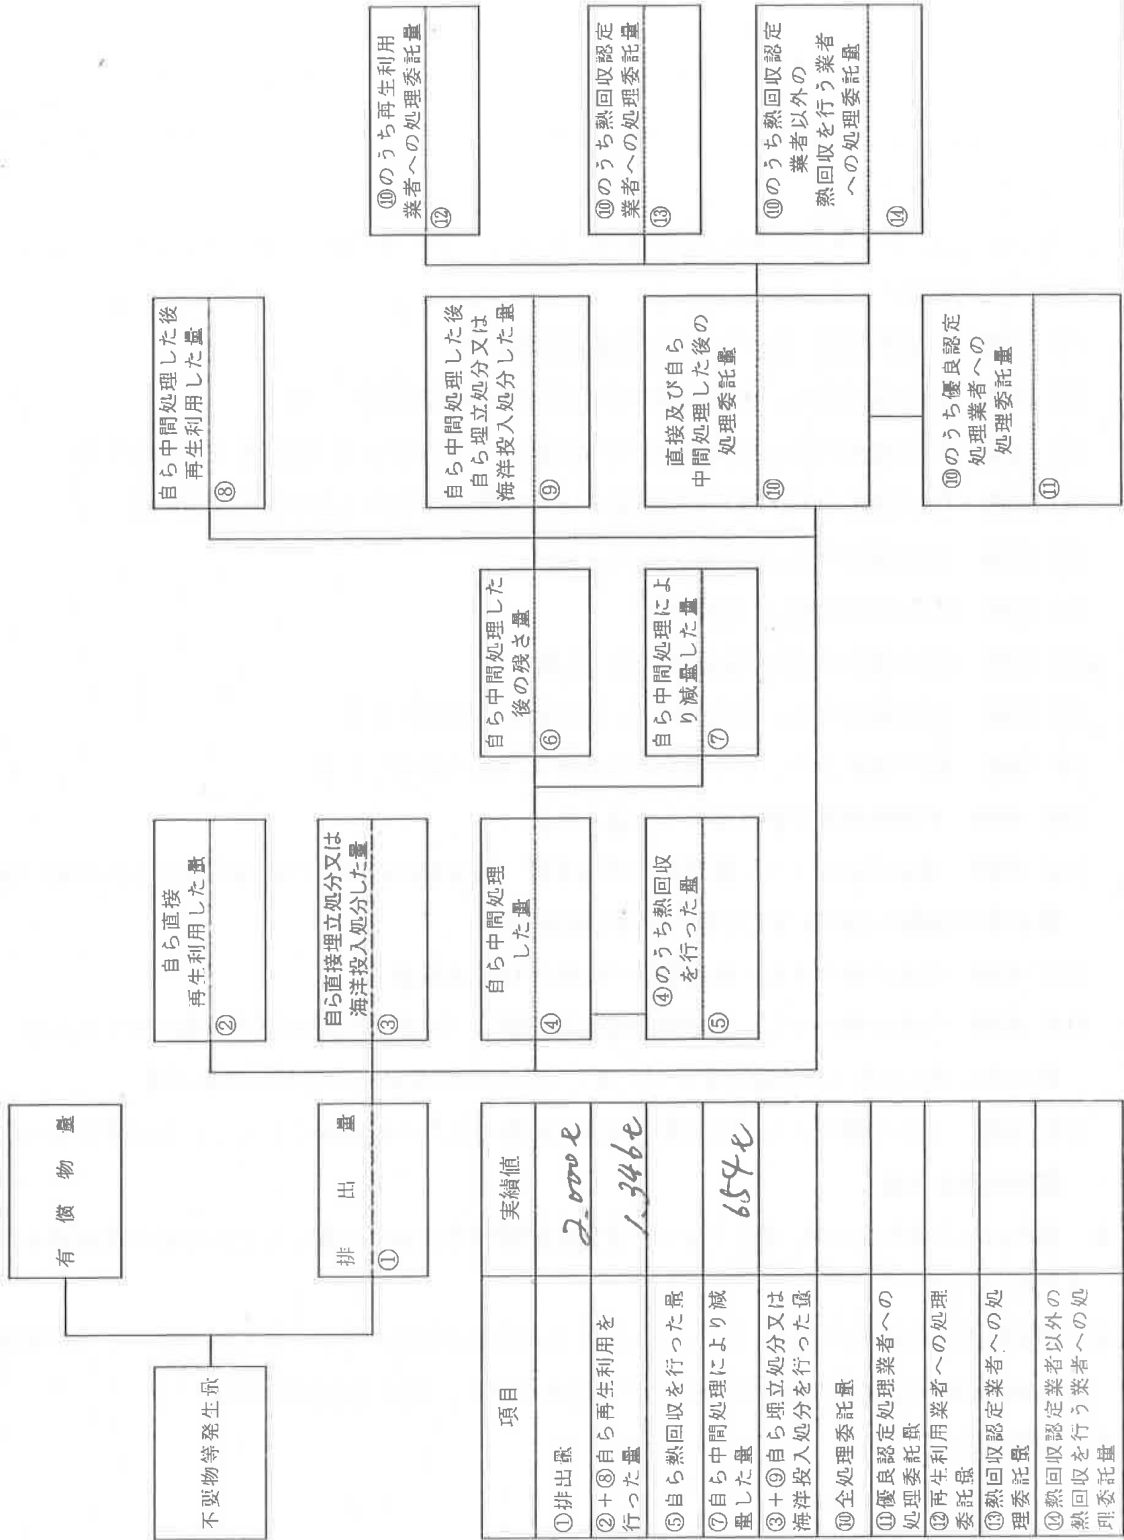 不要物等発生量
有償物量
排出量
①
自ら直接
再生利用した量
②
自ら直接埋立処分又は
海洋投入処分した量
③
自ら中間処理
した量
④
④のうち熱回収
を行った量
⑤
自ら中間処理した
後の残さ量
⑥
自ら中間処理によ
り減量した量
⑦
自ら中間処理した後
再生利用した量
⑧
自ら中間処理した後
自ら埋立処分又は
海洋投入処分した量
⑨
直接及び自ら
中間処理した後の
処理委託量
⑩
⑩のうち優良認定
処理業者への
処理委託量
⑪
⑩のうち再生利用
業者への処理委託量
⑫
⑩のうち熱回収認定
業者への処理委託量
⑬
⑩のうち熱回収認定
業者以外の
熱回収を行う業者
への処理委託量
⑭
項目
実績値
①排出量
2.000t
②+⑧自ら再生利用を
行った量
1.346t
⑤自ら熱回収を行った量
⑦自ら中間処理により減
量した量
654t
③+⑨自ら埋立処分又は
海洋投入処分を行った量
⑩全処理委託量
⑪優良認定処理業者への
処理委託量
⑫再生利用業者への処理
委託量
⑬熱回収認定業者への処
理委託量
⑭熱回収認定業者以外の
熱回収を行う業者への処
理委託量